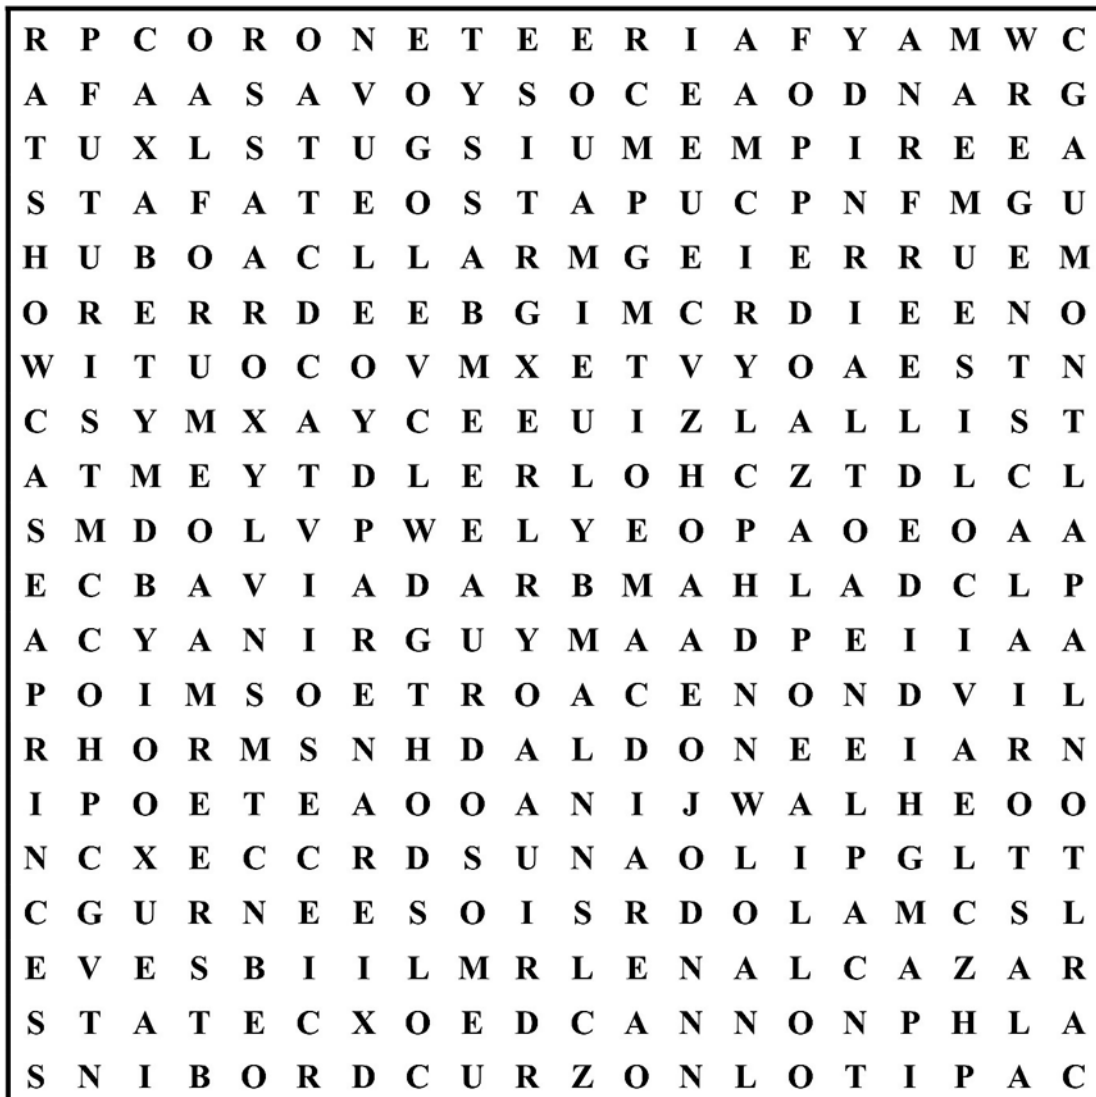 R P C O R O N E T E E R I A F Y A M W C
A F A A S A V O Y S O C E A O D N A R G
T U X L S T U G S I U M E M P I R E E A
S T A F A T E O S T A P U C P N F M G U
H U B O A C L L A R M G E I E R R U E M
O R E R R D E E B G I M C R D I E E N O
W I T U O C O V M X E T V Y O A E S T N
C S Y M X A Y C E E U I Z L A L L I S T
A T M E Y T D L E R L O H C Z T D L C L
S M D O L V P W E L Y E O P A O E O A A
E C B A V I A D A R B M A H L A D C L P
A C Y A N I R G U Y M A A D P E I I A A
P O I M S O E T R O A C E N O N D V I L
R H O R M S N H D A L D O N E E I A R N
I P O E T E A O O A N I J W A L H E O O
N C X E C C R D S U N A O L I P G L T T
C G U R N E E S O I S R D O L A M C S L
E V E S B I I L M R L E N A L C A Z A R
S T A T E C X O E D C A N N O N P H L A
S N I B O R D C U R Z O N L O T I P A C